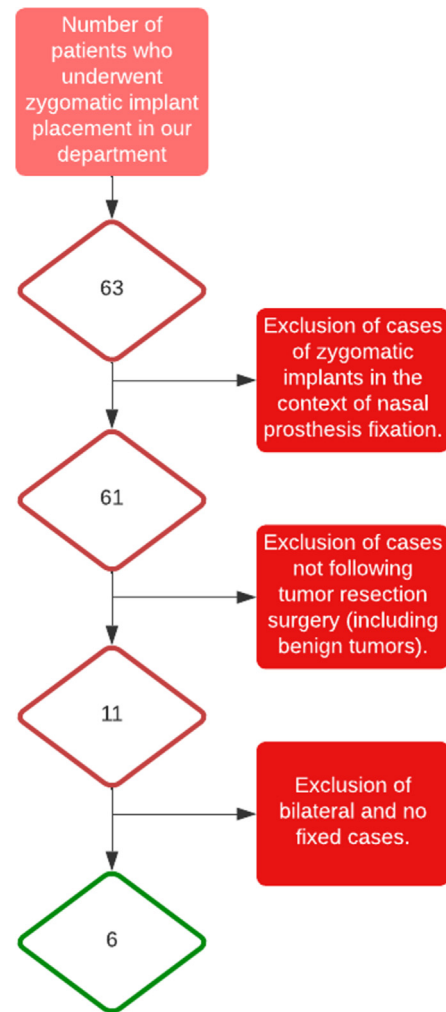 Number of
patients who
underwent
zygomatic implant
placement in our
department
63
Exclusion of cases
of zygomatic
implants in the
context of nasal
prosthesis fixation.
61
Exclusion of cases
not following
tumor resection
surgery (including
benign tumors).
11
Exclusion of
bilateral and no
fixed cases.
6